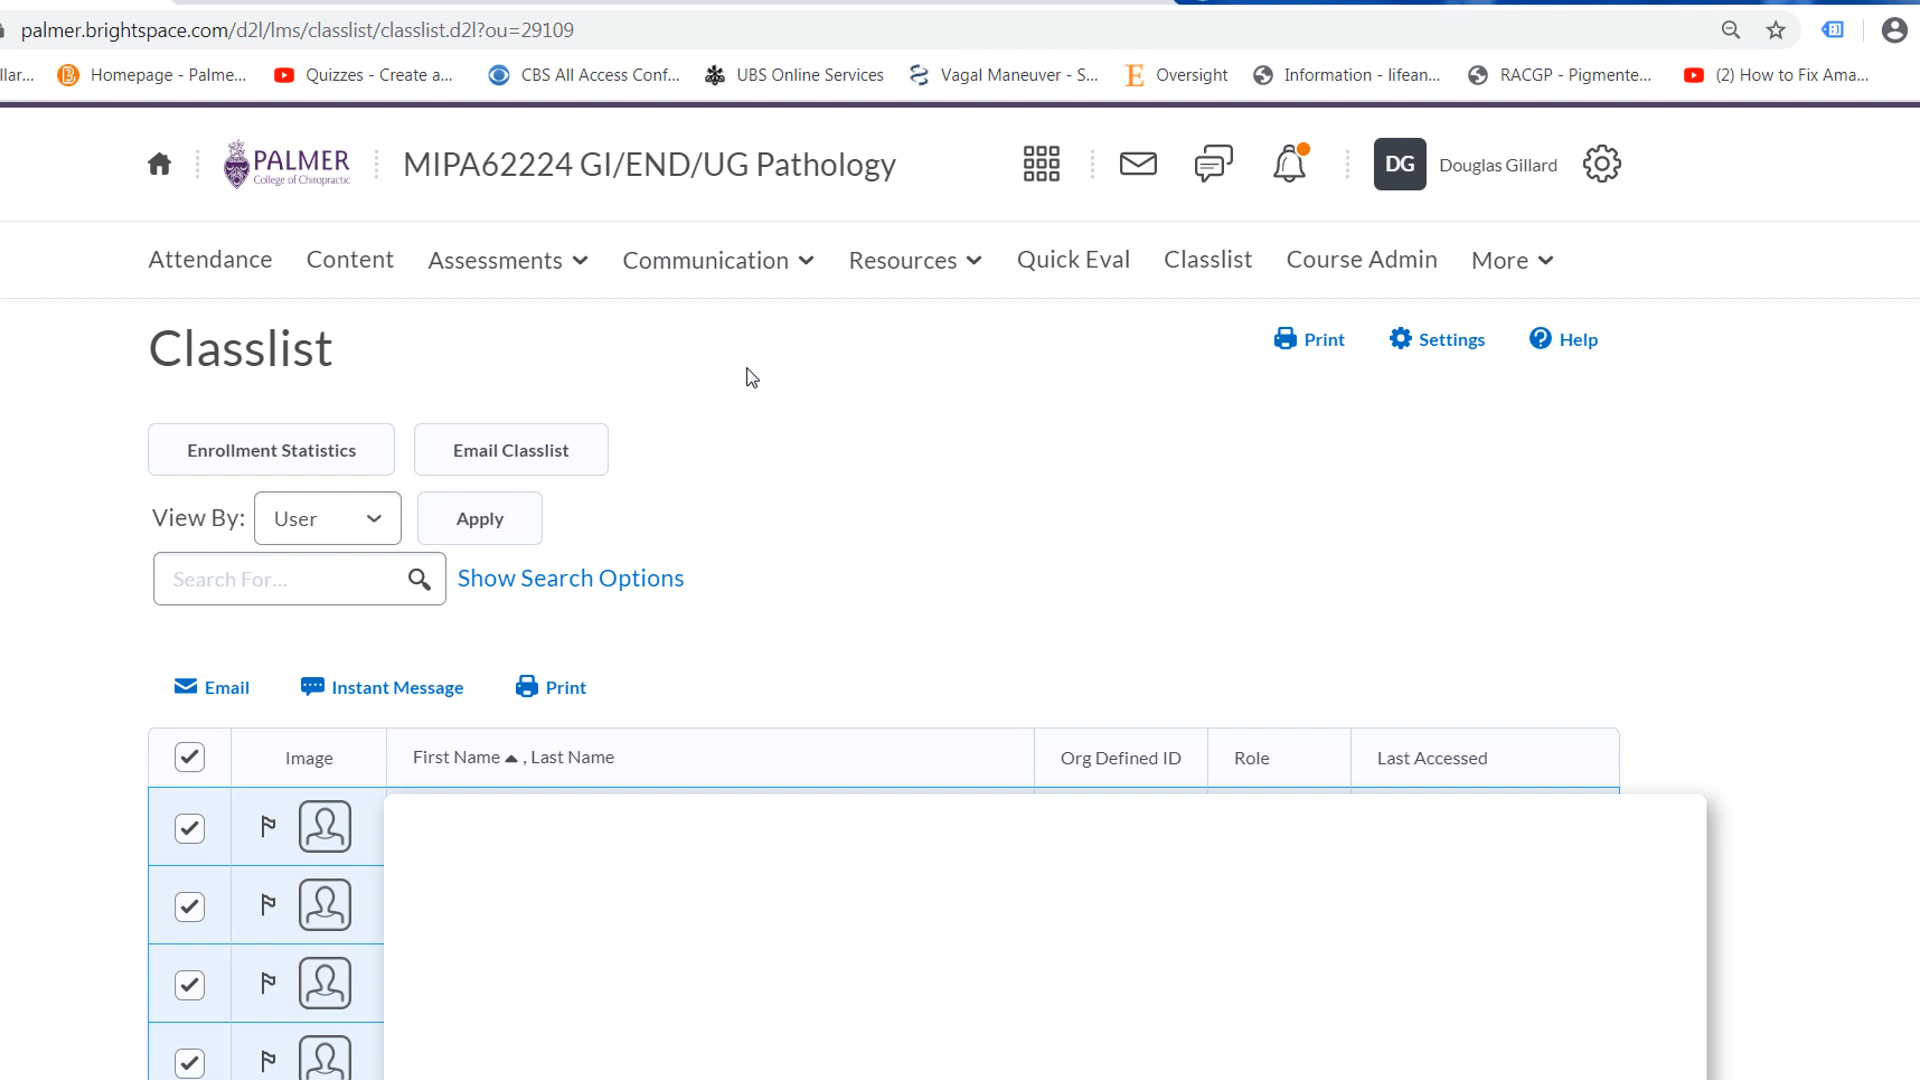 palmer.brightspace.com/d2l/lms/classlist/classlist.d2l?ou=29109
llar... Homepage - Palme... Quizzes - Create a... CBS All Access Conf... UBS Online Services Vagal Maneuver - S... Oversight Information - lifean... RACGP - Pigmente... (2) How to Fix Ama...
PALMER
College of Chiropractic
MIPA62224 GI/END/UG Pathology
DG Douglas Gillard
Attendance Content Assessments Communication Resources Quick Eval Classlist Course Admin More
Classlist
Print Settings Help
Enrollment Statistics Email Classlist
View By: User Apply
Search For... Show Search Options
Email Instant Message Print
Image First Name , Last Name Org Defined ID Role Last Accessed